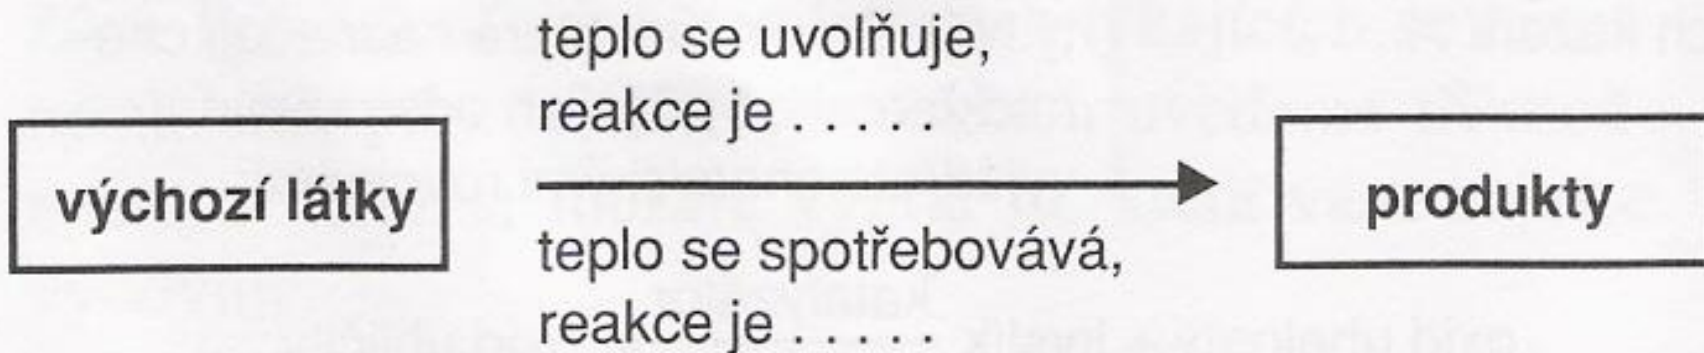 teplo se uvolňuje,
reakce je . . . . .
výchozí látky
produkty
teplo se spotřebovává,
reakce je . . . . .